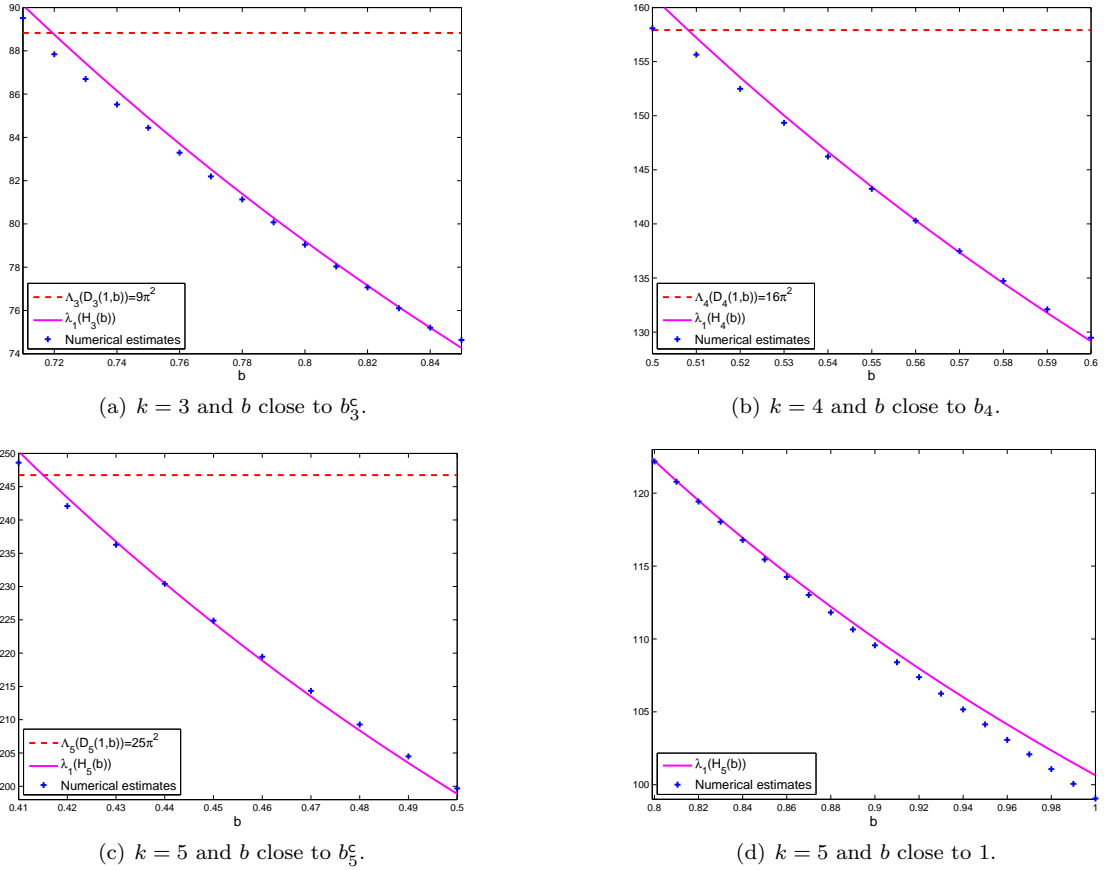 90
88
86
84
82
80
78
76
74
Λ₃(D₃(1,b))=9π²
λ₁(H₃(b))
Numerical estimates
0.72 0.74 0.76 0.78 0.8 0.82 0.84
b
(a) k = 3 and b close to b₃ᶜ.
160
155
150
145
140
135
130
Λ₄(D₄(1,b))=16π²
λ₁(H₄(b))
Numerical estimates
0.5 0.51 0.52 0.53 0.54 0.55 0.56 0.57 0.58 0.59 0.6
b
(b) k = 4 and b close to b₄.
250
245
240
235
230
225
220
215
210
205
200
Λ₅(D₅(1,b))=25π²
λ₁(H₅(b))
Numerical estimates
0.41 0.42 0.43 0.44 0.45 0.46 0.47 0.48 0.49 0.5
b
(c) k = 5 and b close to b₅ᶜ.
120
115
110
105
100
λ₁(H₅(b))
Numerical estimates
0.8 0.82 0.84 0.86 0.88 0.9 0.92 0.94 0.96 0.98 1
b
(d) k = 5 and b close to 1.